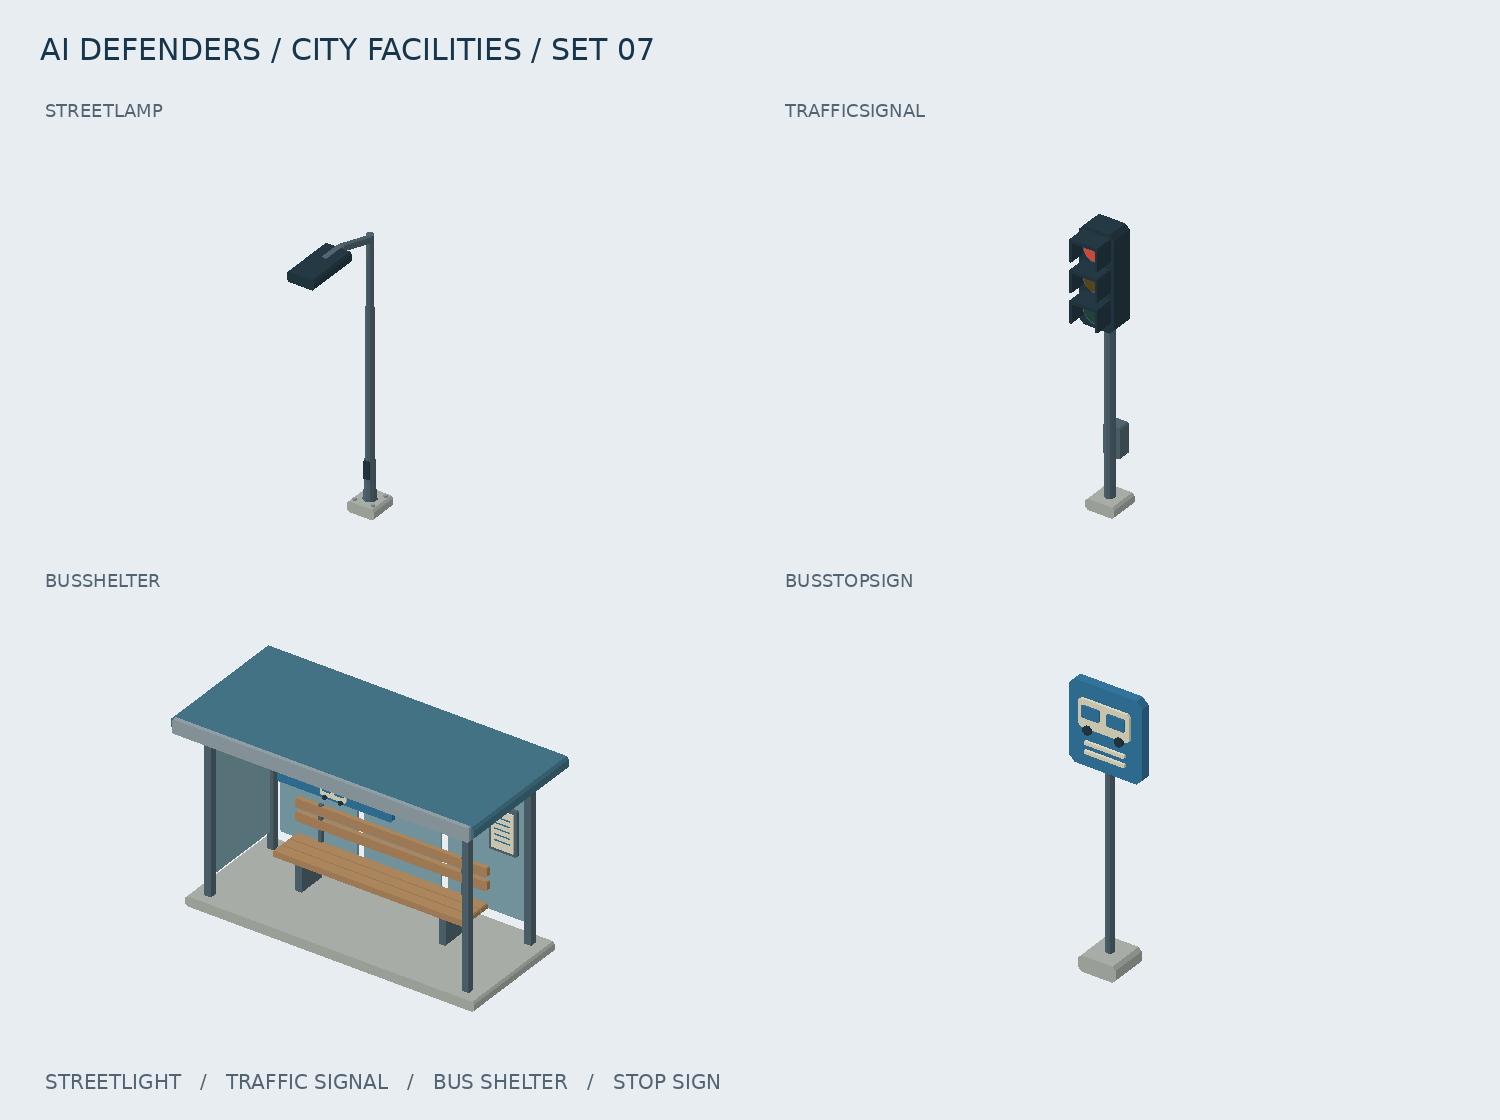 AI DEFENDERS / CITY FACILITIES / SET 07
STREETLAMP
TRAFFICSIGNAL
BUSSHELTER
BUSSTOPSIGN
STREETLIGHT / TRAFFIC SIGNAL / BUS SHELTER / STOP SIGN